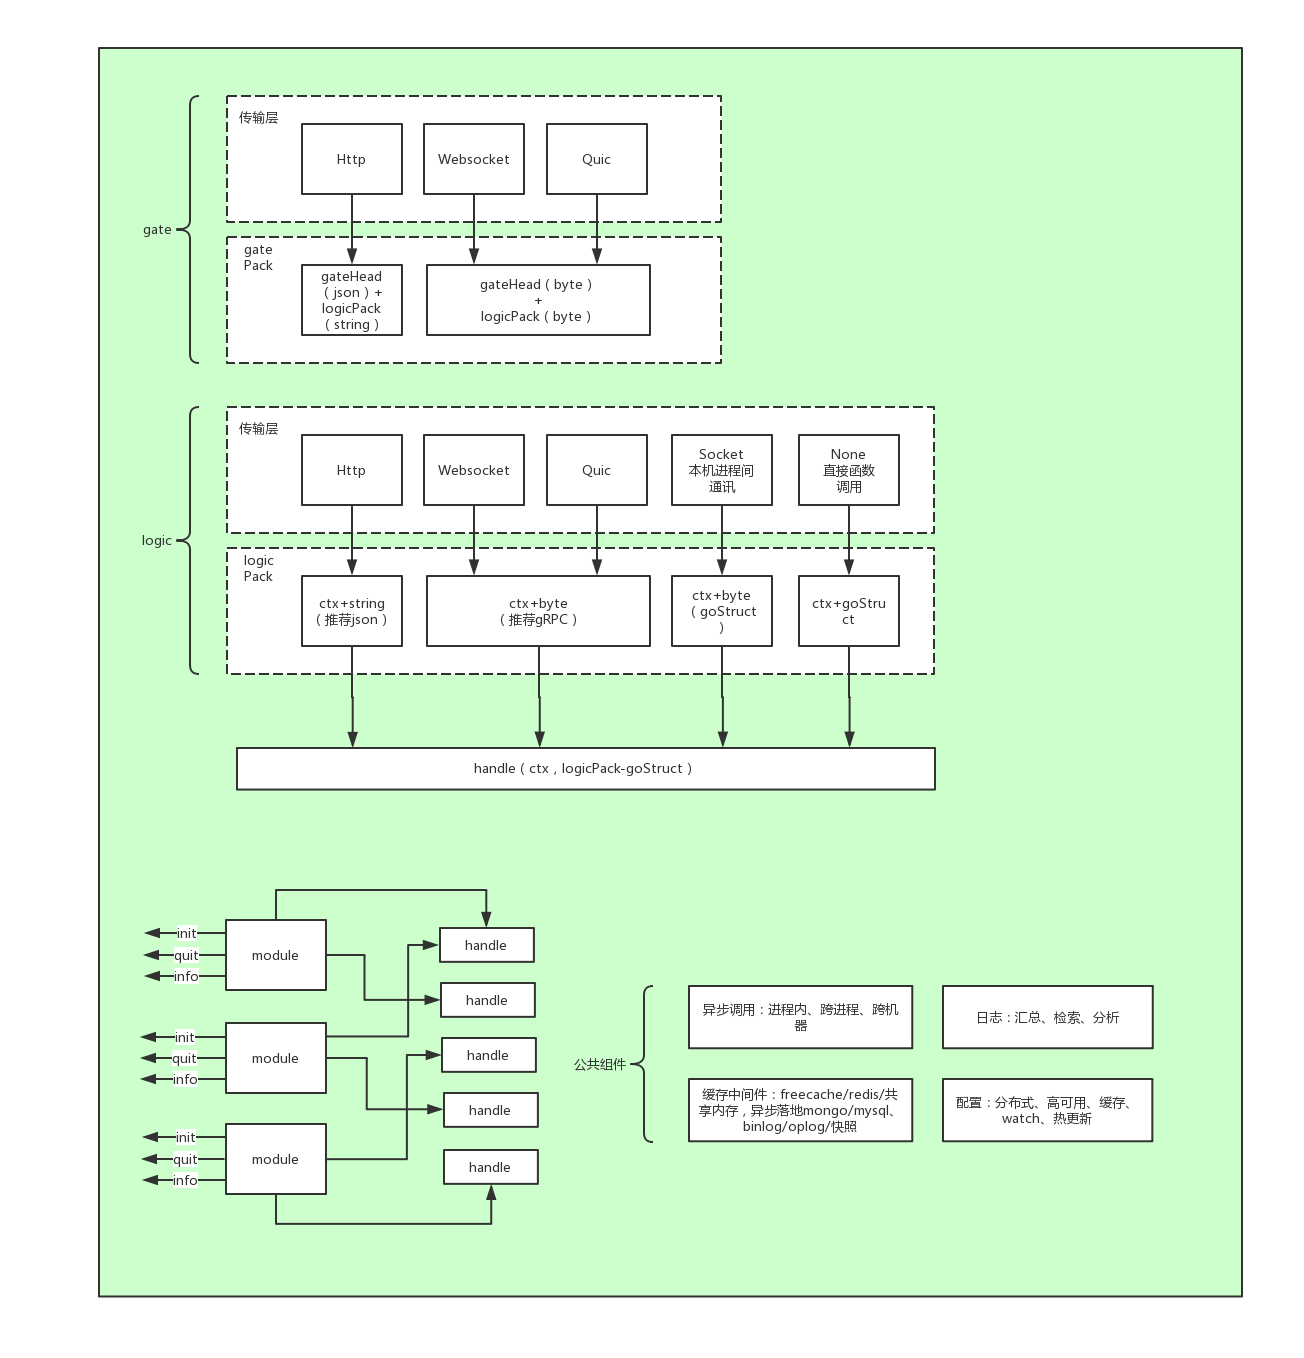 传输层
Http
Websocket
Quic
gate
gate
Pack
gateHead
（json）+
logicPack
（string）
gateHead（byte）
+
logicPack（byte）
传输层
Http
Websocket
Quic
Socket
本机进程间
通讯
None
直接函数
调用
logic
logic
Pack
ctx+string
（推荐json）
ctx+byte
（推荐gRPC）
ctx+byte
（goStruct
）
ctx+goStru
ct
handle（ctx，logicPack-goStruct）
init
quit
info
module
handle
handle
init
quit
info
module
handle
handle
init
quit
info
module
handle
公共组件
异步调用：进程内、跨进程、跨机
器
日志：汇总、检索、分析
缓存中间件：freecache/redis/共
享内存，异步落地mongo/mysql、
binlog/oplog/快照
配置：分布式、高可用、缓存、
watch、热更新